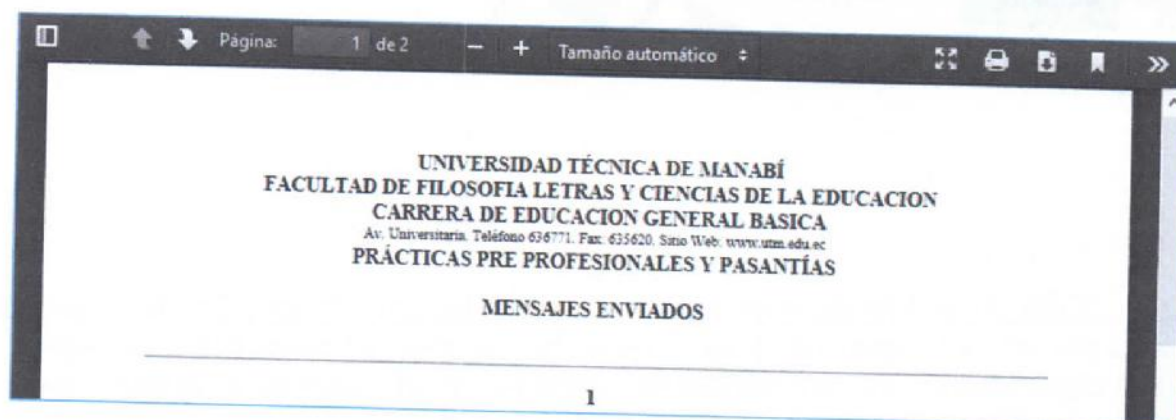 Página: 1 de 2 Tamaño automático
UNIVERSIDAD TÉCNICA DE MANABÍ
FACULTAD DE FILOSOFIA LETRAS Y CIENCIAS DE LA EDUCACION
CARRERA DE EDUCACION GENERAL BASICA
Av. Universitaria. Teléfono 636771. Fax: 635620. Sitio Web: www.utm.edu.ec
PRÁCTICAS PRE PROFESIONALES Y PASANTÍAS
MENSAJES ENVIADOS
1